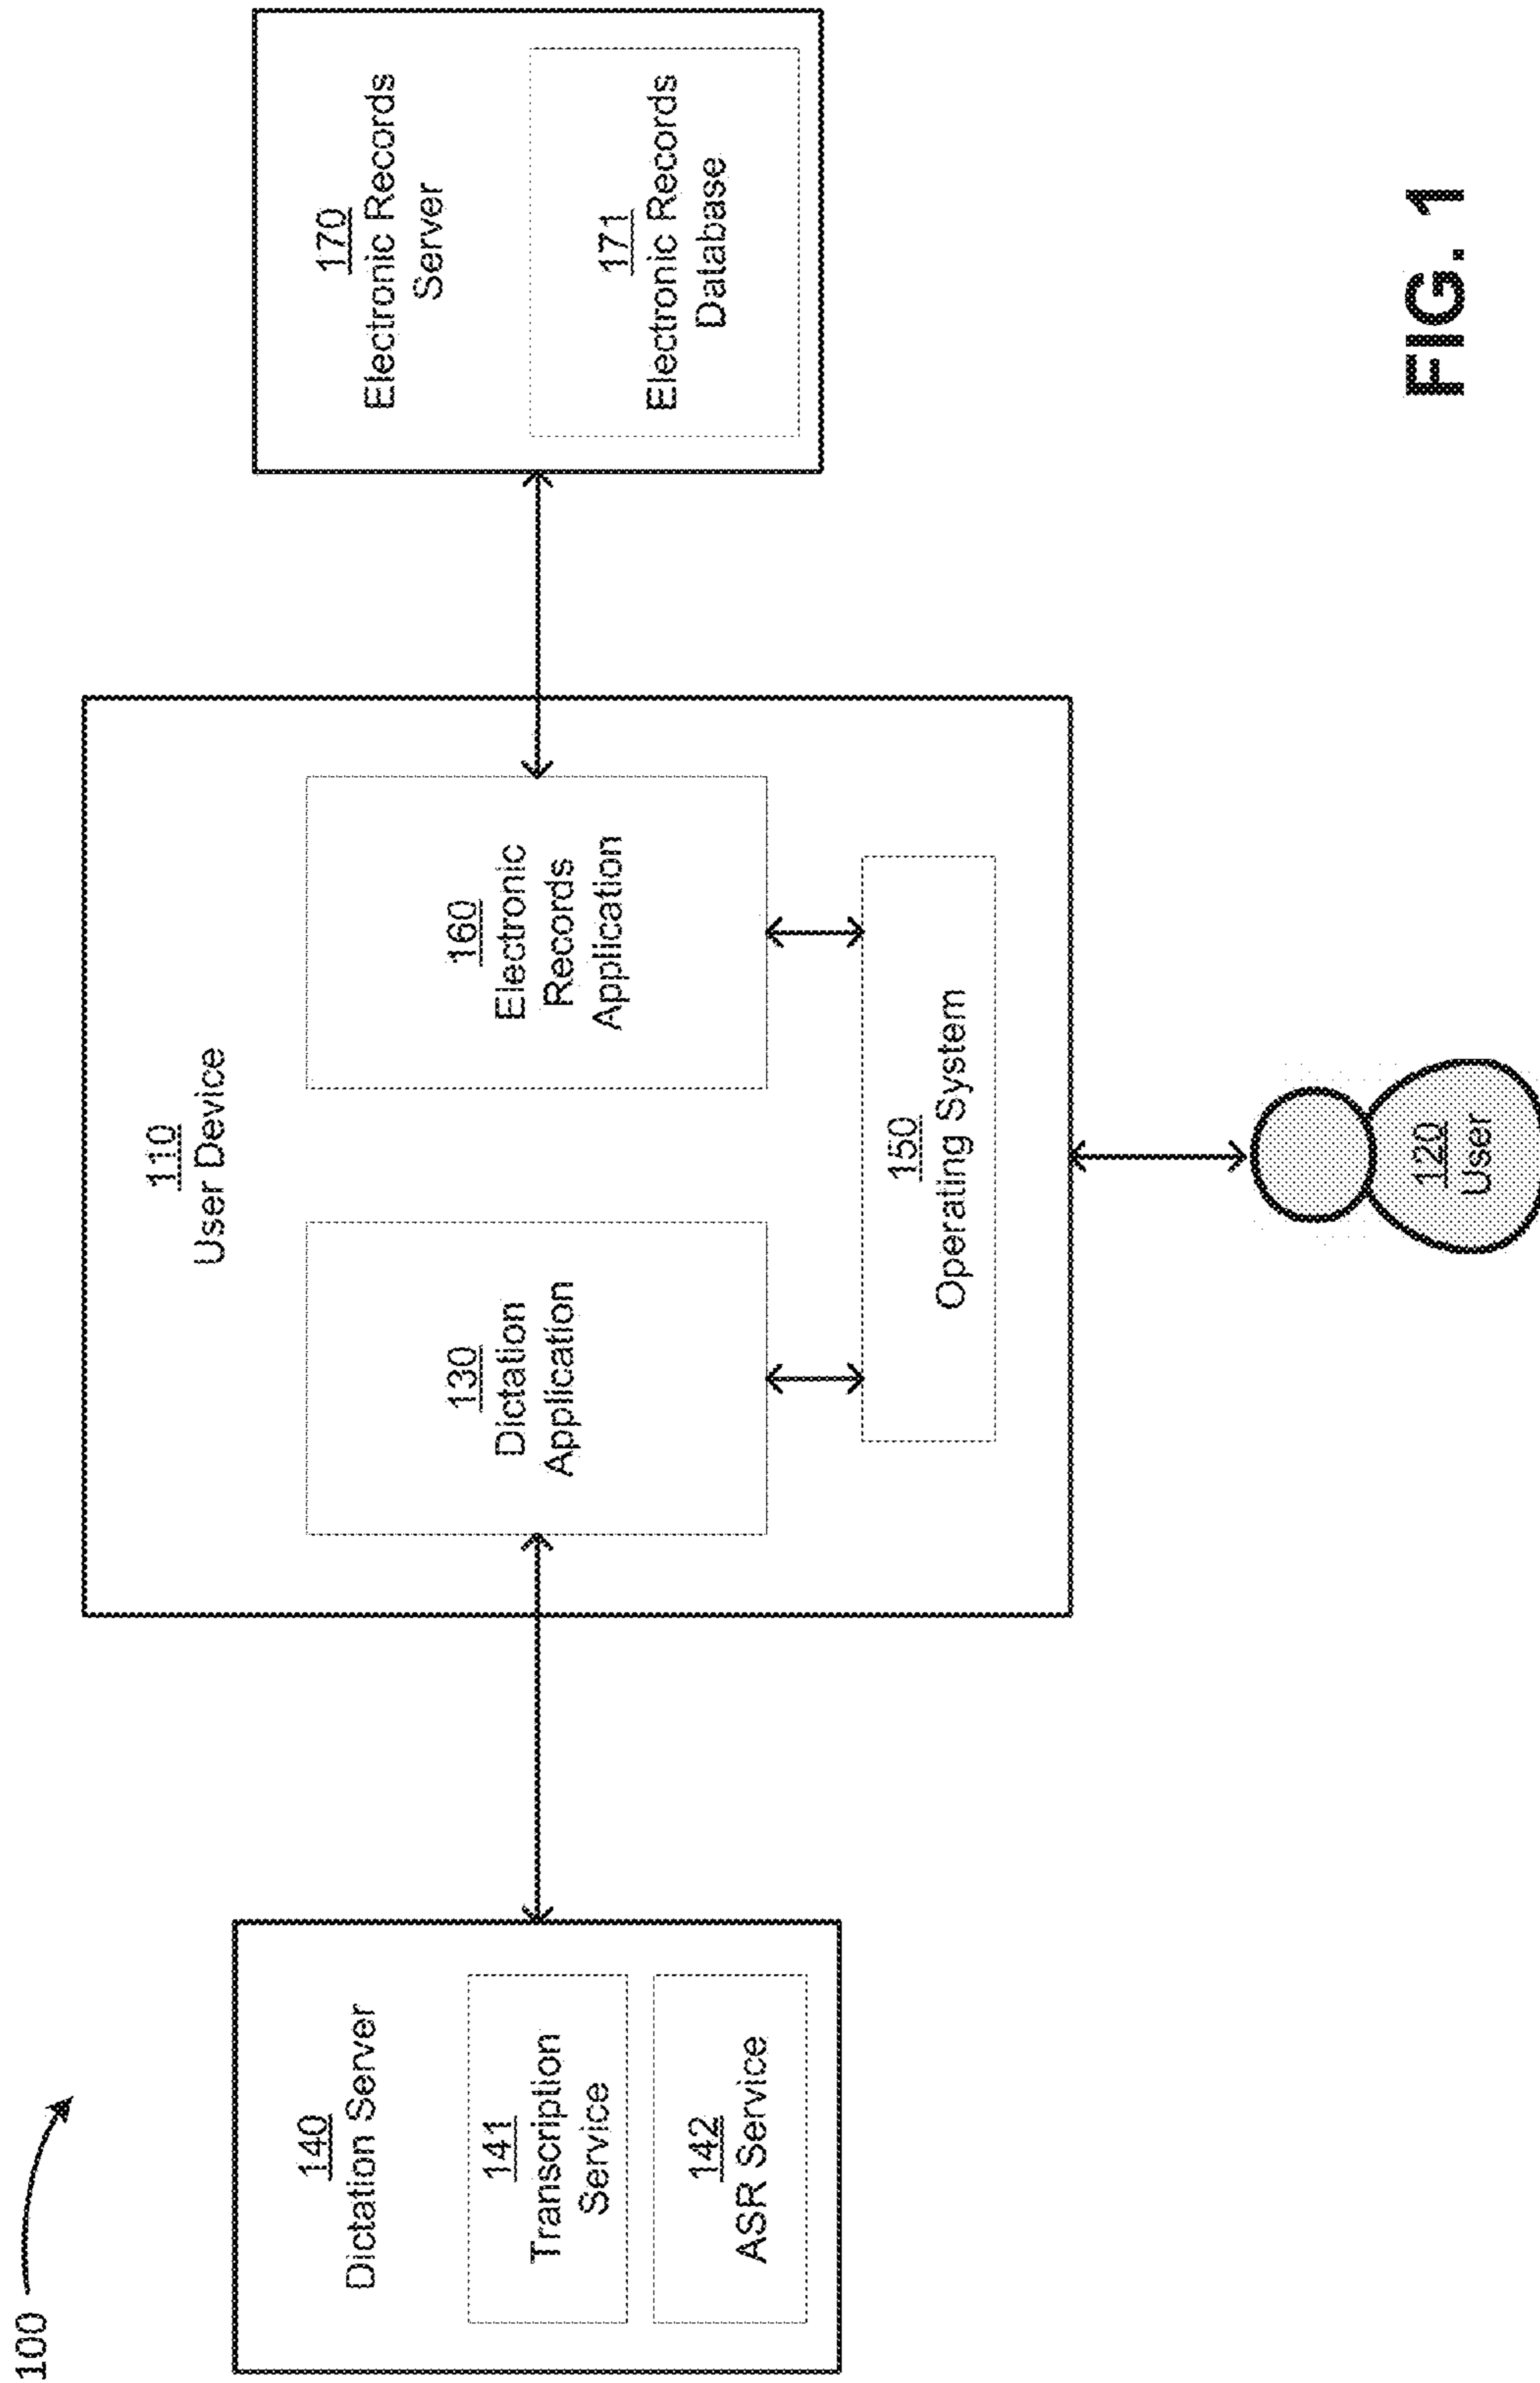 100
140
Dictation Server
141
Transcription
Service
142
ASR Service
110
User Device
130
Dictation
Application
160
Electronic
Records
Application
150
Operating System
120
User
170
Electronic Records
Server
171
Electronic Records
Database
FIG. 1